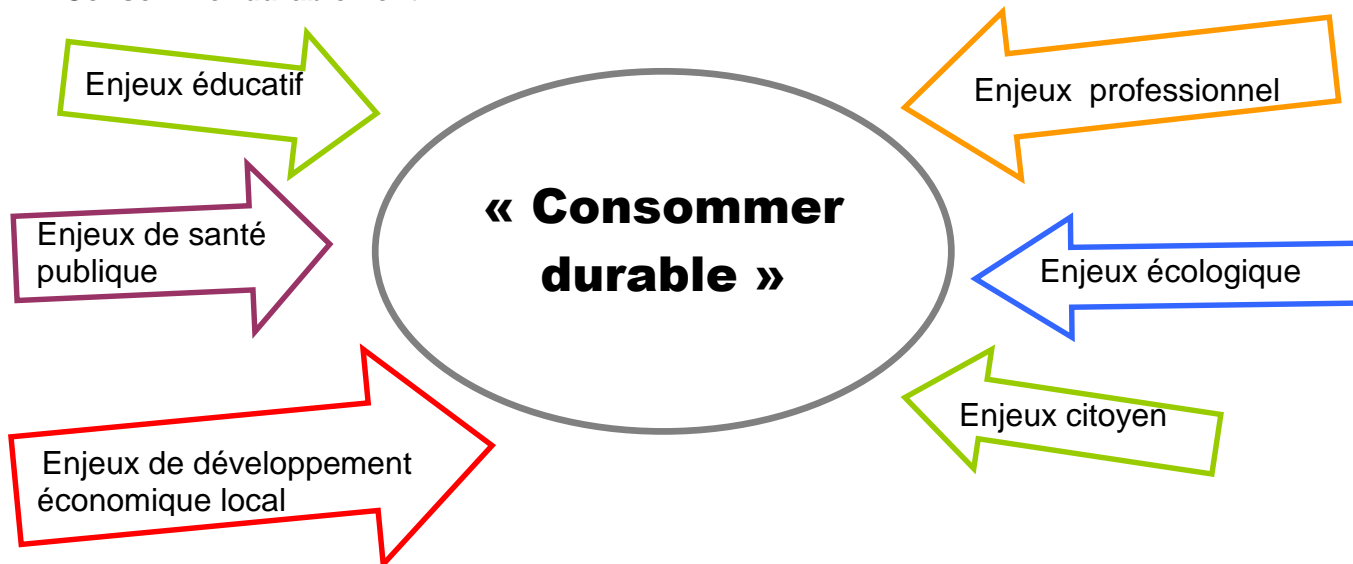 Enjeux éducatif
Enjeux professionnel
« Consommer
durable »
Enjeux de santé
publique
Enjeux écologique
Enjeux citoyen
Enjeux de développement
économique local